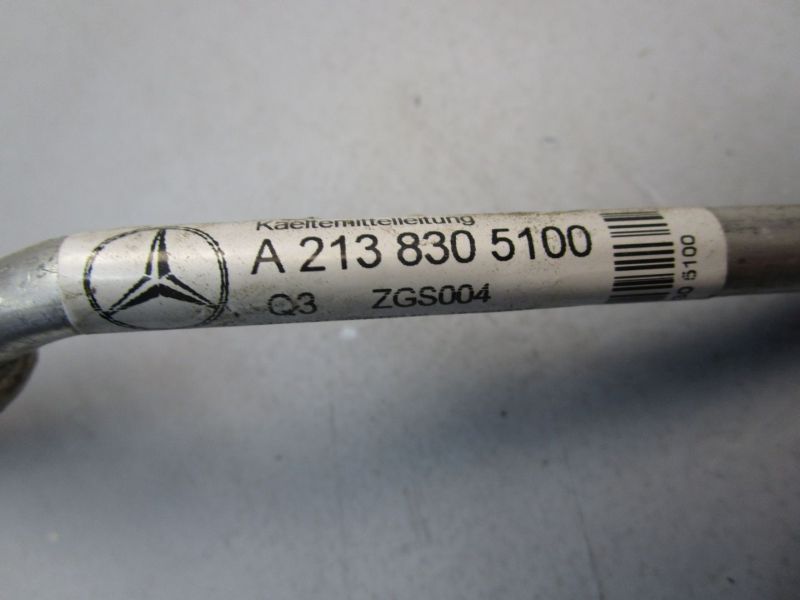 Kaeltemittelleitung
A 213 830 5100
Q3 ZGS004
0 5100